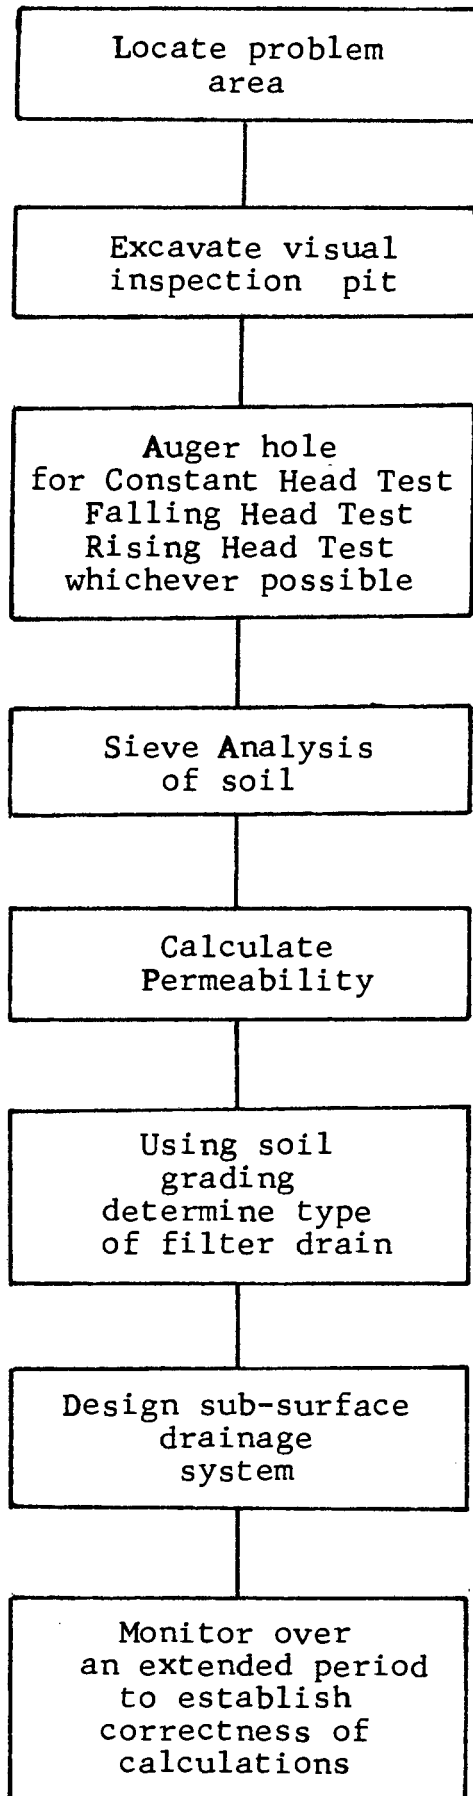 Locate problem
area
Excavate visual
inspection pit
Auger hole
for Constant Head Test
Falling Head Test
Rising Head Test
whichever possible
Sieve Analysis
of soil
Calculate
Permeability
Using soil
grading
determine type
of filter drain
Design sub-surface
drainage
system
Monitor over
an extended period
to establish
correctness of
calculations